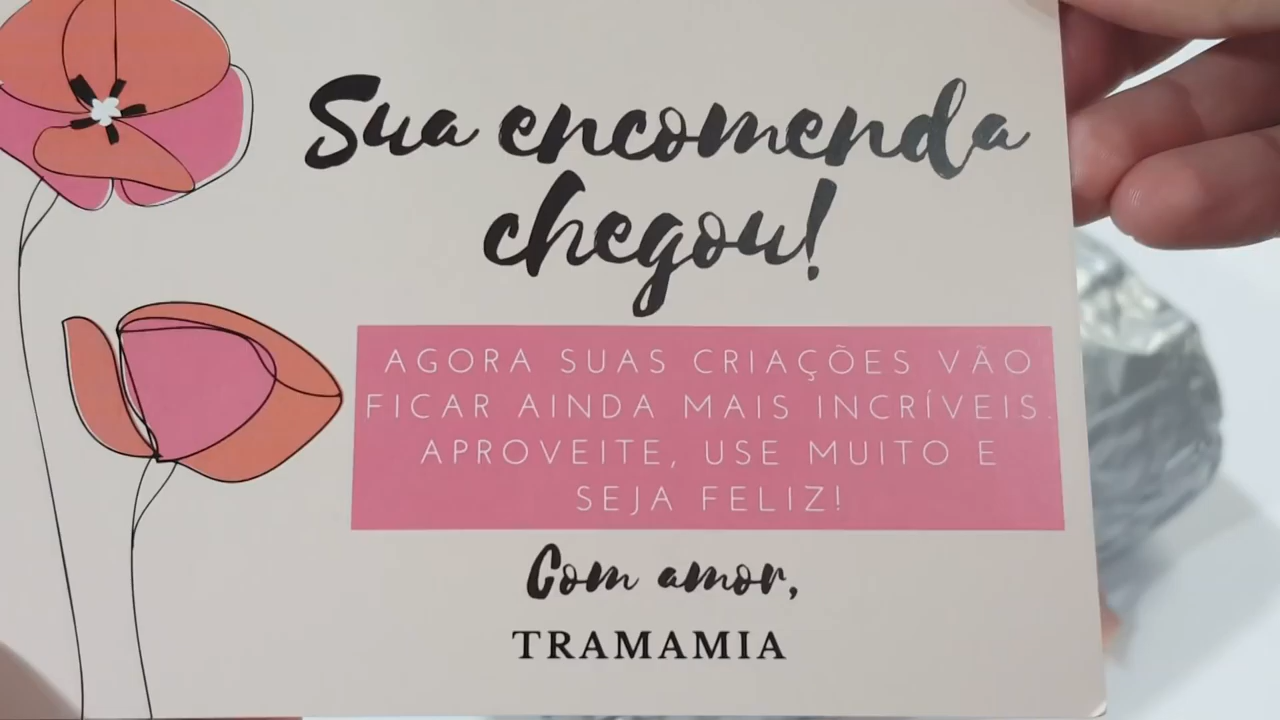 Sua encomenda
chegou!
AGORA SUAS CRIAÇÕES VÃO
FICAR AINDA MAIS INCRÍVEIS.
APROVEITE, USE MUITO E
SEJA FELIZ!
Com amor,
TRAMAMIA